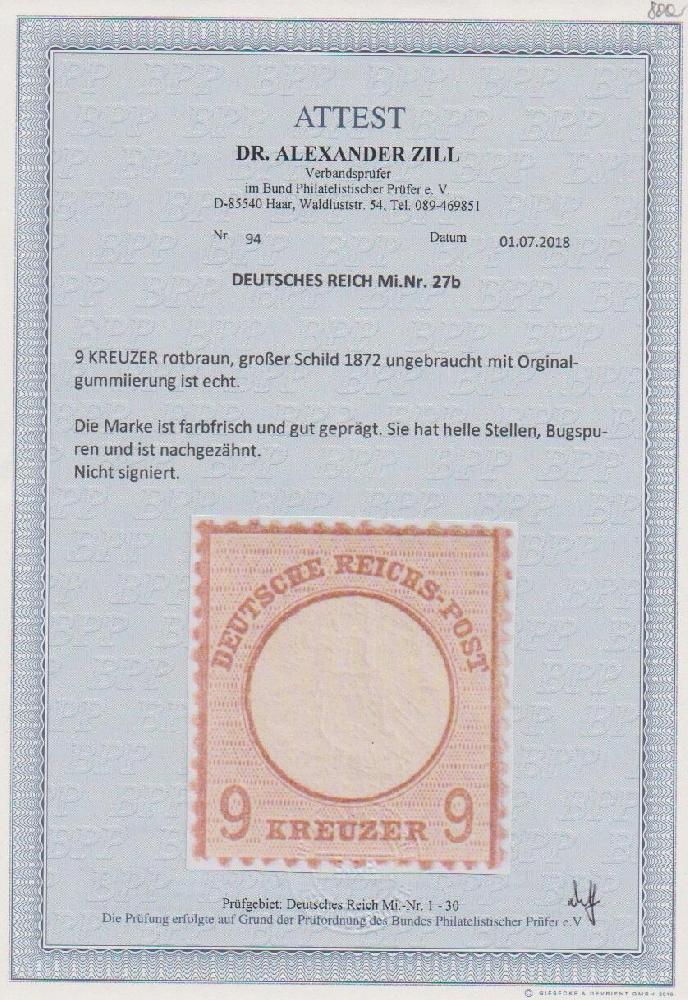 800
ATTEST
DR. ALEXANDER ZILL
Verbandsprüfer
im Bund Philatelistischer Prüfer e. V.
D-85540 Haar, Waldluststr. 54, Tel. 089-469851
Nr 94 Datum 01.07.2018
DEUTSCHES REICH Mi.Nr. 27b
9 KREUZER rotbraun, großer Schild 1872 ungebraucht mit Orginal-
gummiierung ist echt.
Die Marke ist farbfrisch und gut geprägt. Sie hat helle Stellen, Bugspu-
ren und ist nachgezähnt.
Nicht signiert.
DEUTSCHE REICHS-POST
9 KREUZER 9
Prüfgebiet: Deutsches Reich Mi.-Nr. 1 - 30
Die Prüfung erfolgte auf Grund der Prüfordnung des Bundes Philatelistischer Prüfer e.V
© GIESECKE & DEVRIENT GMBH